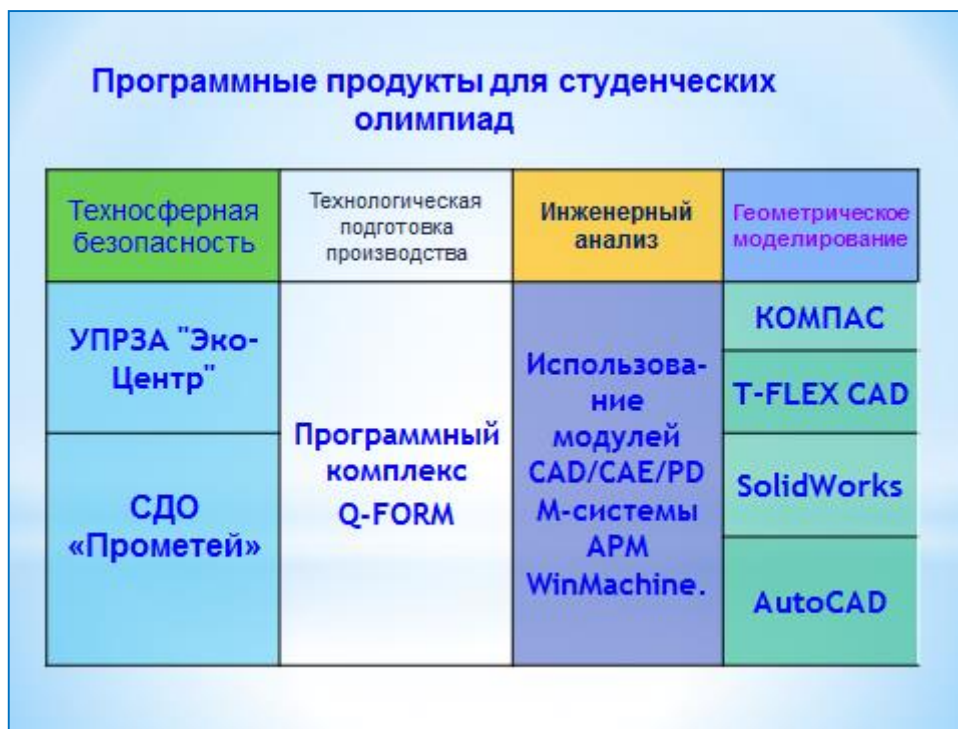 Программные продукты для студенческих
олимпиад
Техносферная
безопасность
Технологическая
подготовка
производства
Инженерный
анализ
Геометрическое
моделирование
УПРЗА "Эко-
Центр"
СДО
«Прометей»
Программный
комплекс
Q-FORM
Использова-
ние
модулей
CAD/CAE/PD
M-системы
APM
WinMachine.
КОМПАС
T-FLEX CAD
SolidWorks
AutoCAD